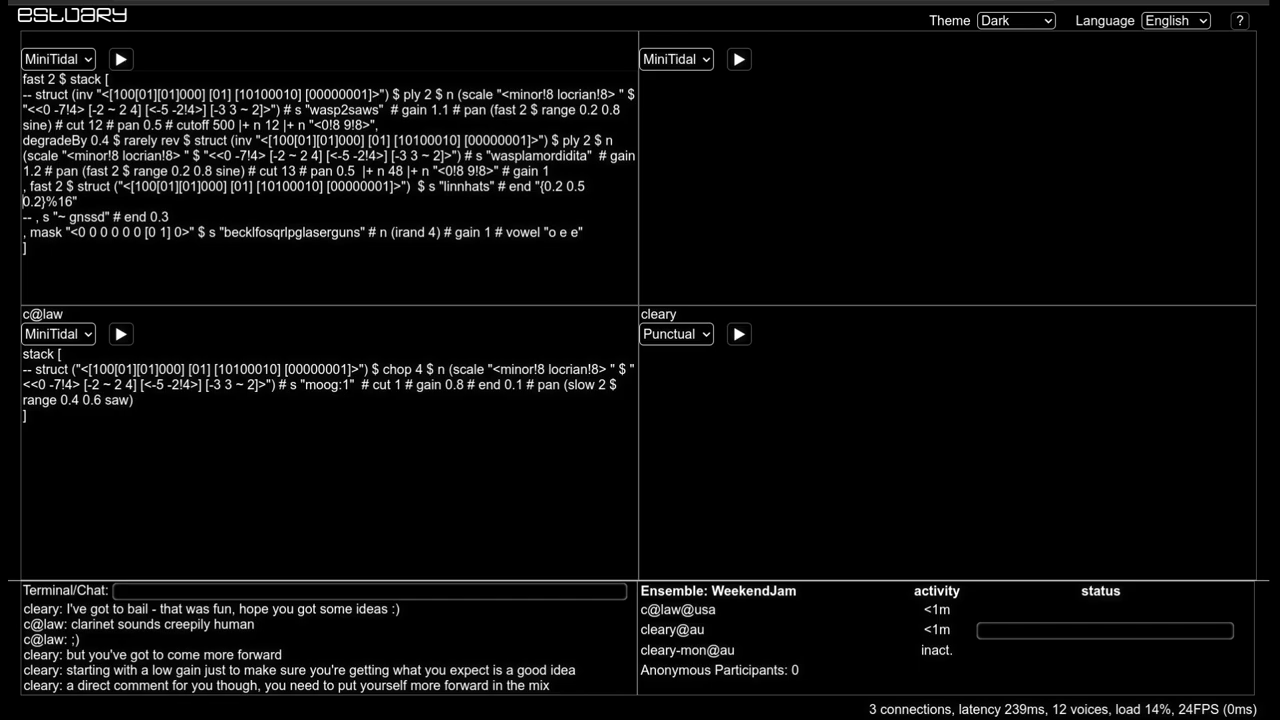 estuary
Theme Dark Language English ?
MiniTidal
fast 2 $ stack [
-- struct (inv "<[100[01][01]000] [01] [10100010] [00000001]>") $ ply 2 $ n (scale "<minor!8 locrian!8> " $
"<<0 -7!4> [-2 ~ 2 4] [<-5 -2!4>] [-3 3 ~ 2]>") # s "wasp2saws"  # gain 1.1 # pan (fast 2 $ range 0.2 0.8
sine) # cut 12 # pan 0.5 # cutoff 500 |+ n 12 |+ n "<0!8 9!8>",
degradeBy 0.4 $ rarely rev $ struct (inv "<[100[01][01]000] [01] [10100010] [00000001]>") $ ply 2 $ n
(scale "<minor!8 locrian!8> " $ "<<0 -7!4> [-2 ~ 2 4] [<-5 -2!4>] [-3 3 ~ 2]>") # s "wasplamordidita"  # gain
1.2 # pan (fast 2 $ range 0.2 0.8 sine) # cut 13 # pan 0.5  |+ n 48 |+ n "<0!8 9!8>" # gain 1
, fast 2 $ struct ("<[100[01][01]000] [01] [10100010] [00000001]>")  $ s "linnhats" # end "{0.2 0.5
0.2}%16"
-- , s "~ gnssd" # end 0.3
, mask "<0 0 0 0 0 0 [0 1] 0>" $ s "becklfosqrlpglaserguns" # n (irand 4) # gain 1 # vowel "o e e"
]
MiniTidal
c@law
MiniTidal
stack [
-- struct ("<[100[01][01]000] [01] [10100010] [00000001]>") $ chop 4 $ n (scale "<minor!8 locrian!8> " $ "
<<0 -7!4> [-2 ~ 2 4] [<-5 -2!4>] [-3 3 ~ 2]>") # s "moog:1"  # cut 1 # gain 0.8 # end 0.1 # pan (slow 2 $
range 0.4 0.6 saw)
]
cleary
Punctual
Terminal/Chat:
cleary: I've got to bail - that was fun, hope you got some ideas :)
c@law: clarinet sounds creepily human
c@law: ;)
cleary: but you've got to come more forward
cleary: starting with a low gain just to make sure you're getting what you expect is a good idea
cleary: a direct comment for you though, you need to put yourself more forward in the mix
Ensemble: WeekendJam activity status
c@law@usa <1m
cleary@au <1m
cleary-mon@au inact.
Anonymous Participants: 0
3 connections, latency 239ms, 12 voices, load 14%, 24FPS (0ms)